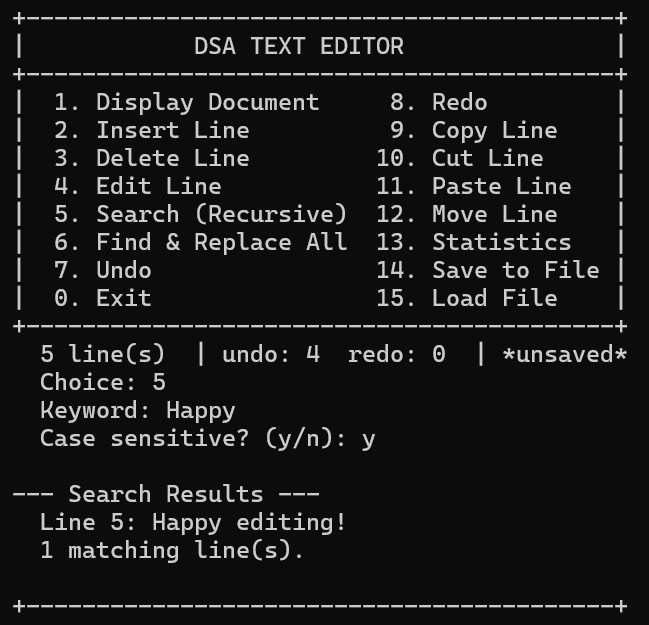 +------------------------------------------+
|            DSA TEXT EDITOR               |
+------------------------------------------+
|  1. Display Document     8. Redo         |
|  2. Insert Line          9. Copy Line    |
|  3. Delete Line         10. Cut Line     |
|  4. Edit Line           11. Paste Line   |
|  5. Search (Recursive)  12. Move Line    |
|  6. Find & Replace All  13. Statistics   |
|  7. Undo                14. Save to File |
|  0. Exit                15. Load File    |
+------------------------------------------+
  5 line(s)  | undo: 4  redo: 0  | *unsaved*
  Choice: 5
  Keyword: Happy
  Case sensitive? (y/n): y

--- Search Results ---
  Line 5: Happy editing!
  1 matching line(s).

+------------------------------------------+